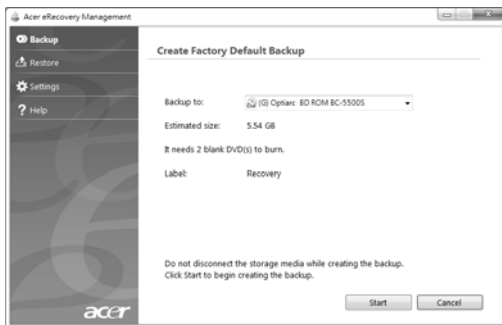 Acer eRecovery Management
Backup
Restore
Settings
Help
Create Factory Default Backup
Backup to: (G) Optiarc BD ROM BC-5500S
Estimated size: 5.54 GB
It needs 2 blank DVD(s) to burn.
Label: Recovery
Do not disconnect the storage media while creating the backup.
Click Start to begin creating the backup.
Start Cancel
acer